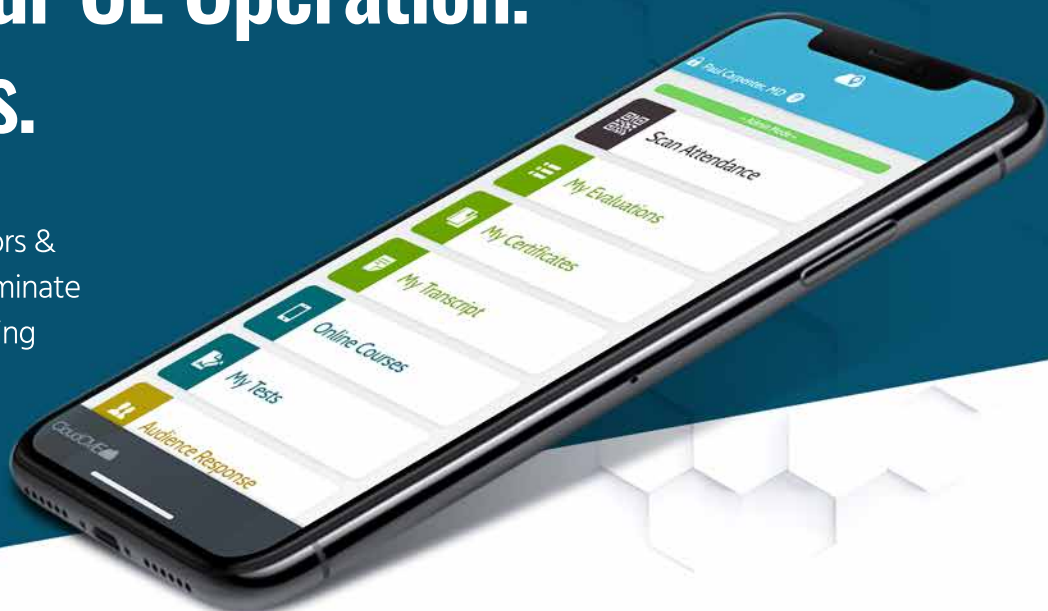 ur CE Operation.
s.
ors &
minate
ing
Paul Carpenter, MD
- Admin Mode -
Scan Attendance
My Evaluations
My Certificates
My Transcript
Online Courses
My Tests
Audience Response
CloudCME